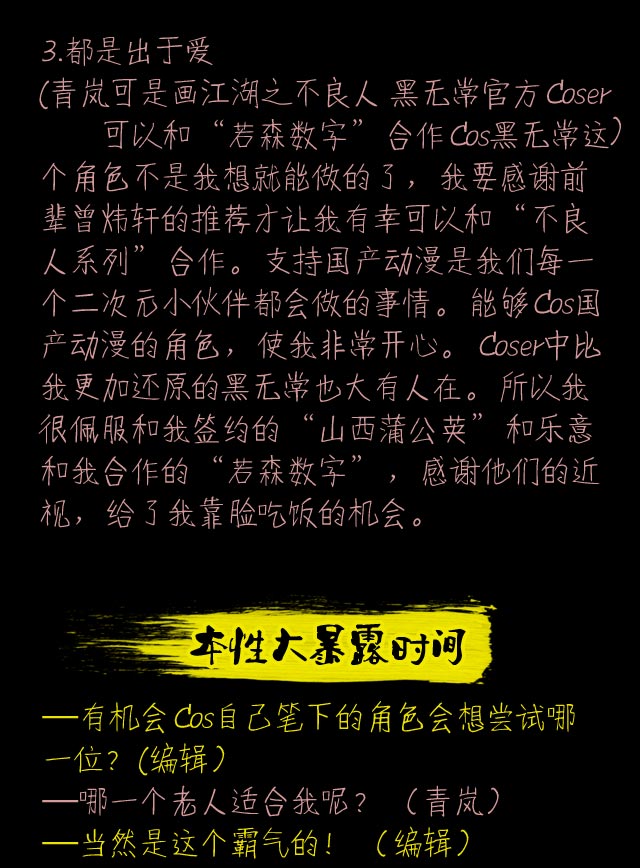 3.都是出于爱
(青岚可是画江湖之不良人 黑无常官方Coser
可以和“若森数字”合作Cos黑无常这)
个角色不是我想就能做的了，我要感谢前
辈曾炜轩的推荐才让我有幸可以和“不良
人系列”合作。支持国产动漫是我们每一
个二次元小伙伴都会做的事情。能够Cos国
产动漫的角色，使我非常开心。Coser中比
我更加还原的黑无常也大有人在。所以我
很佩服和我签约的“山西蒲公英”和乐意
和我合作的“若森数字”，感谢他们的近
视，给了我靠脸吃饭的机会。
本性大暴露时间
——有机会Cos自己笔下的角色会想尝试哪
一位？(编辑）
——哪一个老人适合我呢？（青岚）
——当然是这个霸气的！（编辑）